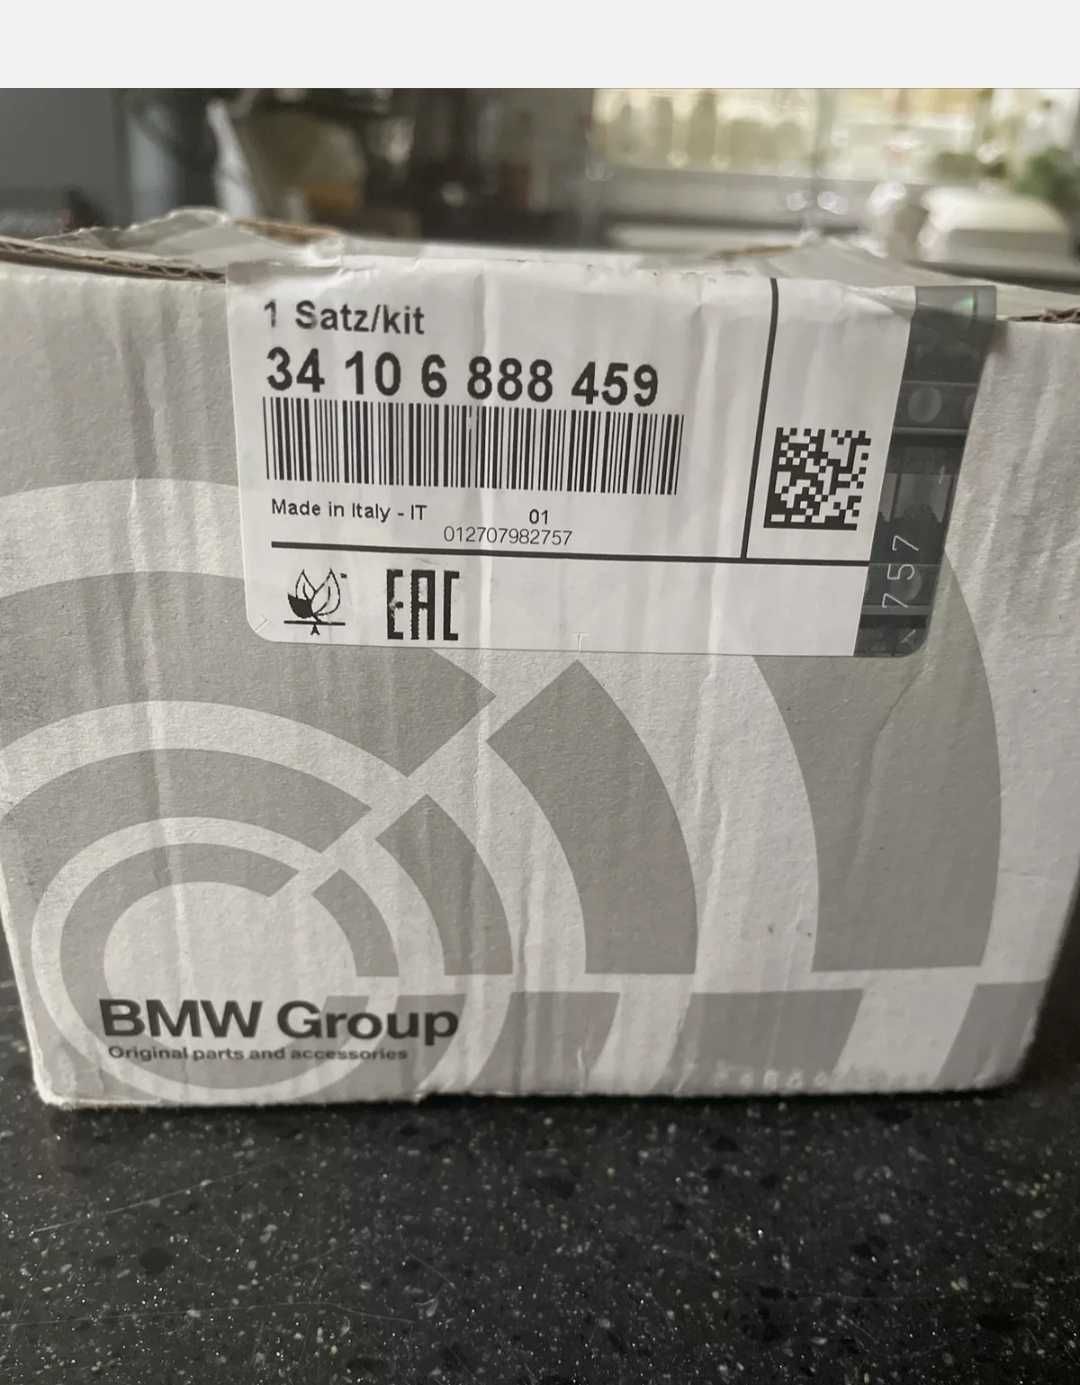 1 Satz/kit
34 10 6 888 459
Made in Italy - IT
01
012707982757
EAC
757
BMW Group
Original parts and accessories